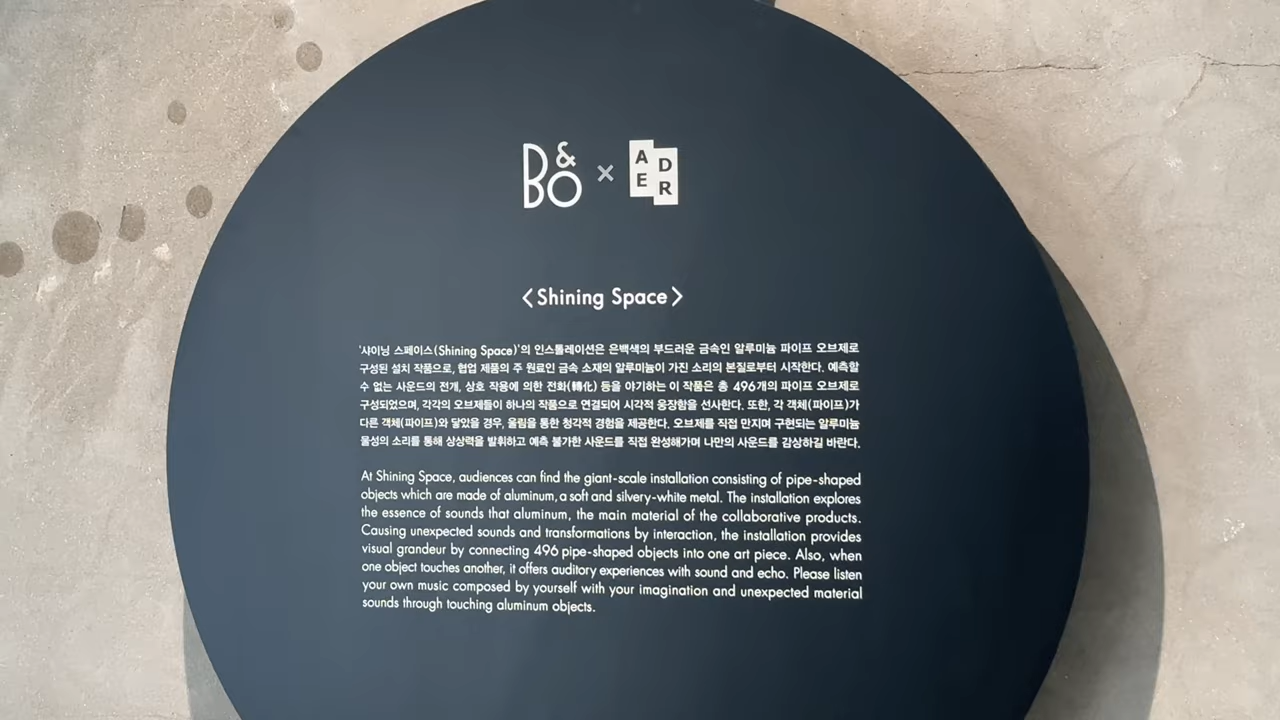 B&O × ADER
<Shining Space>
'샤이닝 스페이스(Shining Space)'의 인스톨레이션은 은백색의 부드러운 금속인 알루미늄 파이프 오브제로
구성된 설치 작품으로, 협업 제품의 주 원료인 금속 소재의 알루미늄이 가진 소리의 본질로부터 시작한다. 예측할
수 없는 사운드의 전개, 상호 작용에 의한 전화(轉化) 등을 야기하는 이 작품은 총 496개의 파이프 오브제로
구성되었으며, 각각의 오브제들이 하나의 작품으로 연결되어 시각적 웅장함을 선사한다. 또한, 각 객체(파이프)가
다른 객체(파이프)와 닿았을 경우, 울림을 통한 청각적 경험을 제공한다. 오브제를 직접 만지며 구현되는 알루미늄
물성의 소리를 통해 상상력을 발휘하고 예측 불가한 사운드를 직접 완성해가며 나만의 사운드를 감상하길 바란다.
At Shining Space, audiences can find the giant-scale installation consisting of pipe-shaped
objects which are made of aluminum, a soft and silvery-white metal. The installation explores
the essence of sounds that aluminum, the main material of the collaborative products.
Causing unexpected sounds and transformations by interaction, the installation provides
visual grandeur by connecting 496 pipe-shaped objects into one art piece. Also, when
one object touches another, it offers auditory experiences with sound and echo. Please listen
your own music composed by yourself with your imagination and unexpected material
sounds through touching aluminum objects.